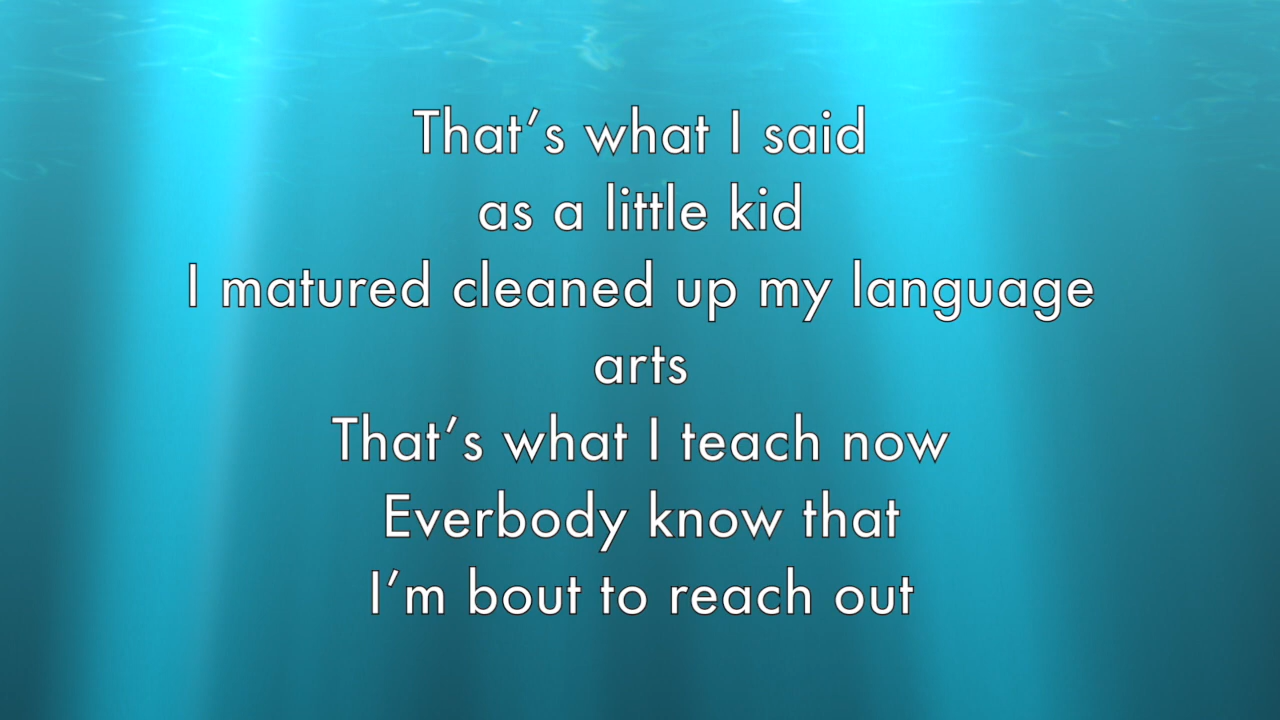 That’s what I said
as a little kid
I matured cleaned up my language
arts
That’s what I teach now
Everbody know that
I’m bout to reach out